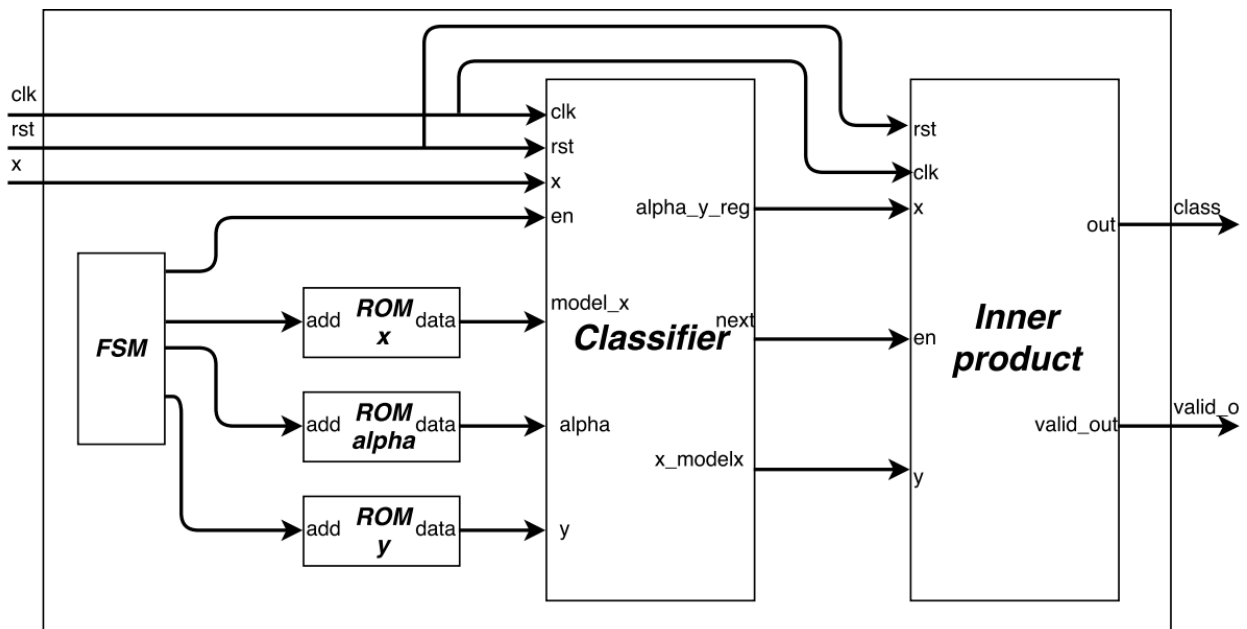 clk
rst
x
clk
rst
x
en
FSM
add ROM data
x
add ROM data
alpha
add ROM data
y
model_x
Classifier
alpha
y
alpha_y_reg
next
x_modelx
rst
clk
x
en
y
Inner
product
out
valid_out
class
valid_o